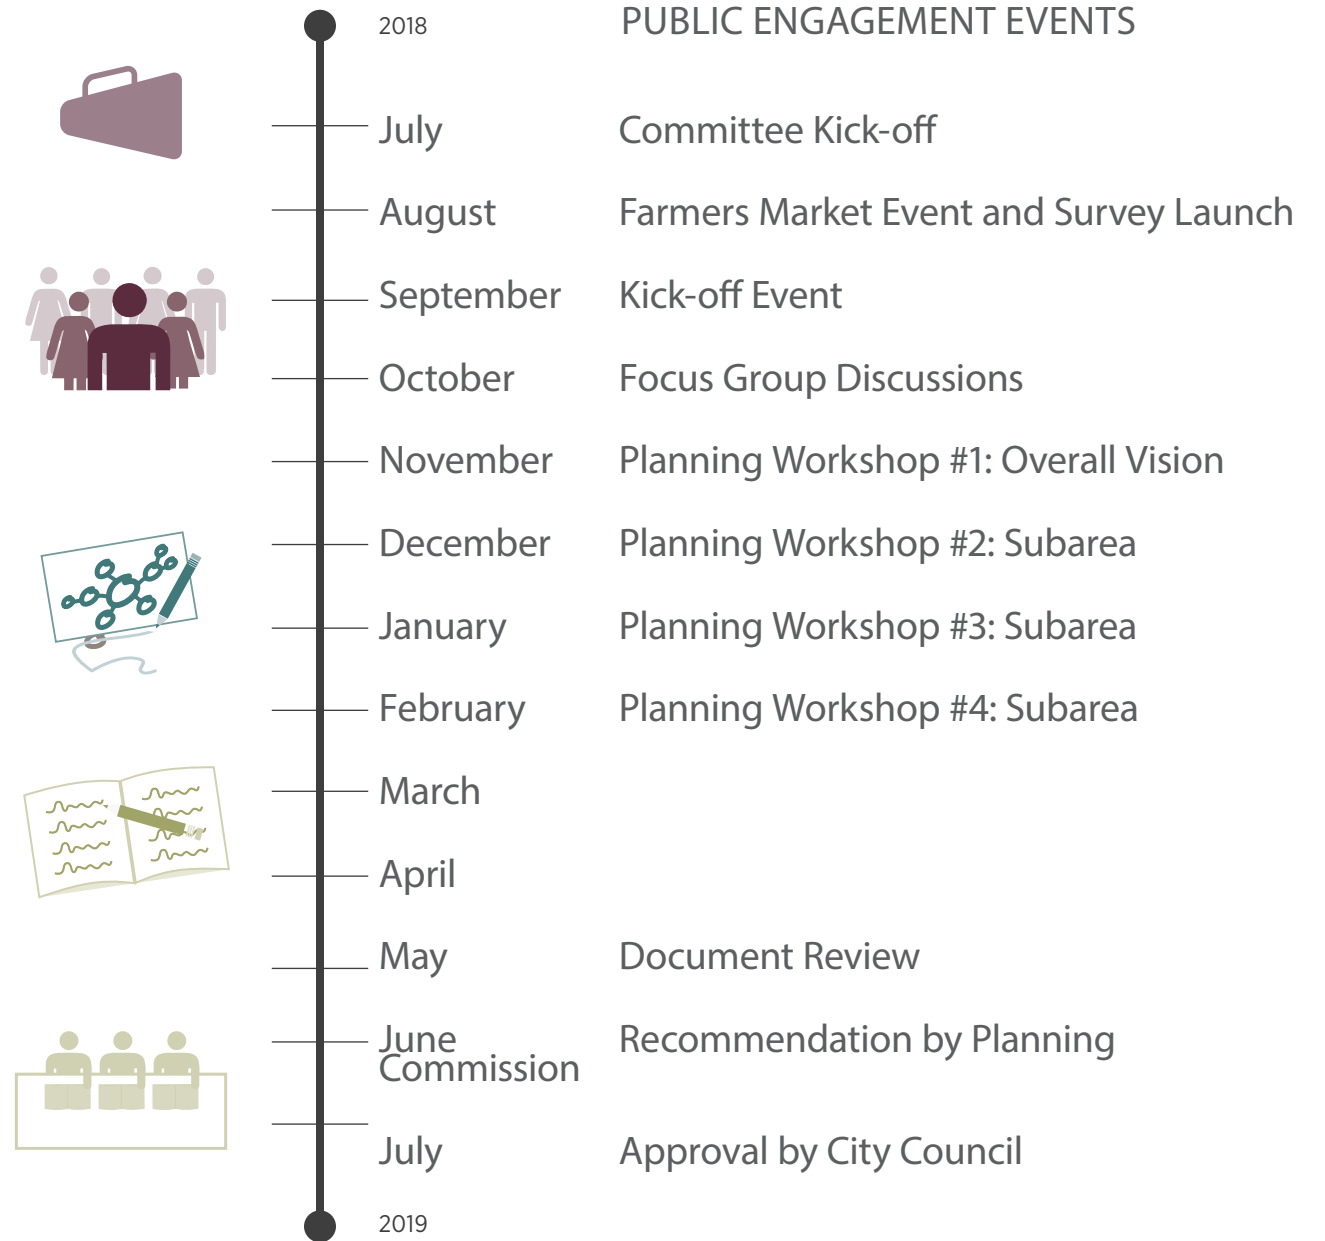 2018 PUBLIC ENGAGEMENT EVENTS
July Committee Kick-off
August Farmers Market Event and Survey Launch
September Kick-off Event
October Focus Group Discussions
November Planning Workshop #1: Overall Vision
December Planning Workshop #2: Subarea
January Planning Workshop #3: Subarea
February Planning Workshop #4: Subarea
March
April
May Document Review
June Recommendation by Planning
Commission
July Approval by City Council
2019